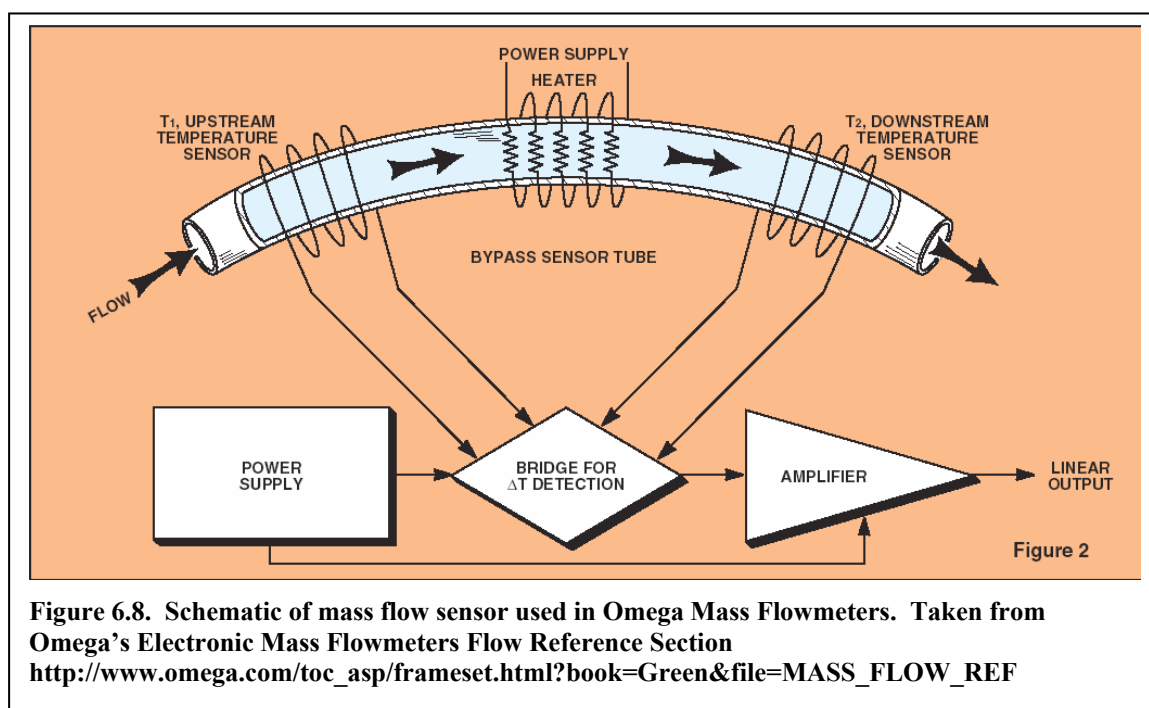 POWER SUPPLY
HEATER
T1, UPSTREAM
TEMPERATURE
SENSOR
T2, DOWNSTREAM
TEMPERATURE
SENSOR
BYPASS SENSOR TUBE
FLOW
POWER
SUPPLY
BRIDGE FOR
ΔT DETECTION
AMPLIFIER
LINEAR
OUTPUT
Figure 2
Figure 6.8. Schematic of mass flow sensor used in Omega Mass Flowmeters. Taken from
Omega’s Electronic Mass Flowmeters Flow Reference Section
http://www.omega.com/toc_asp/frameset.html?book=Green&file=MASS_FLOW_REF